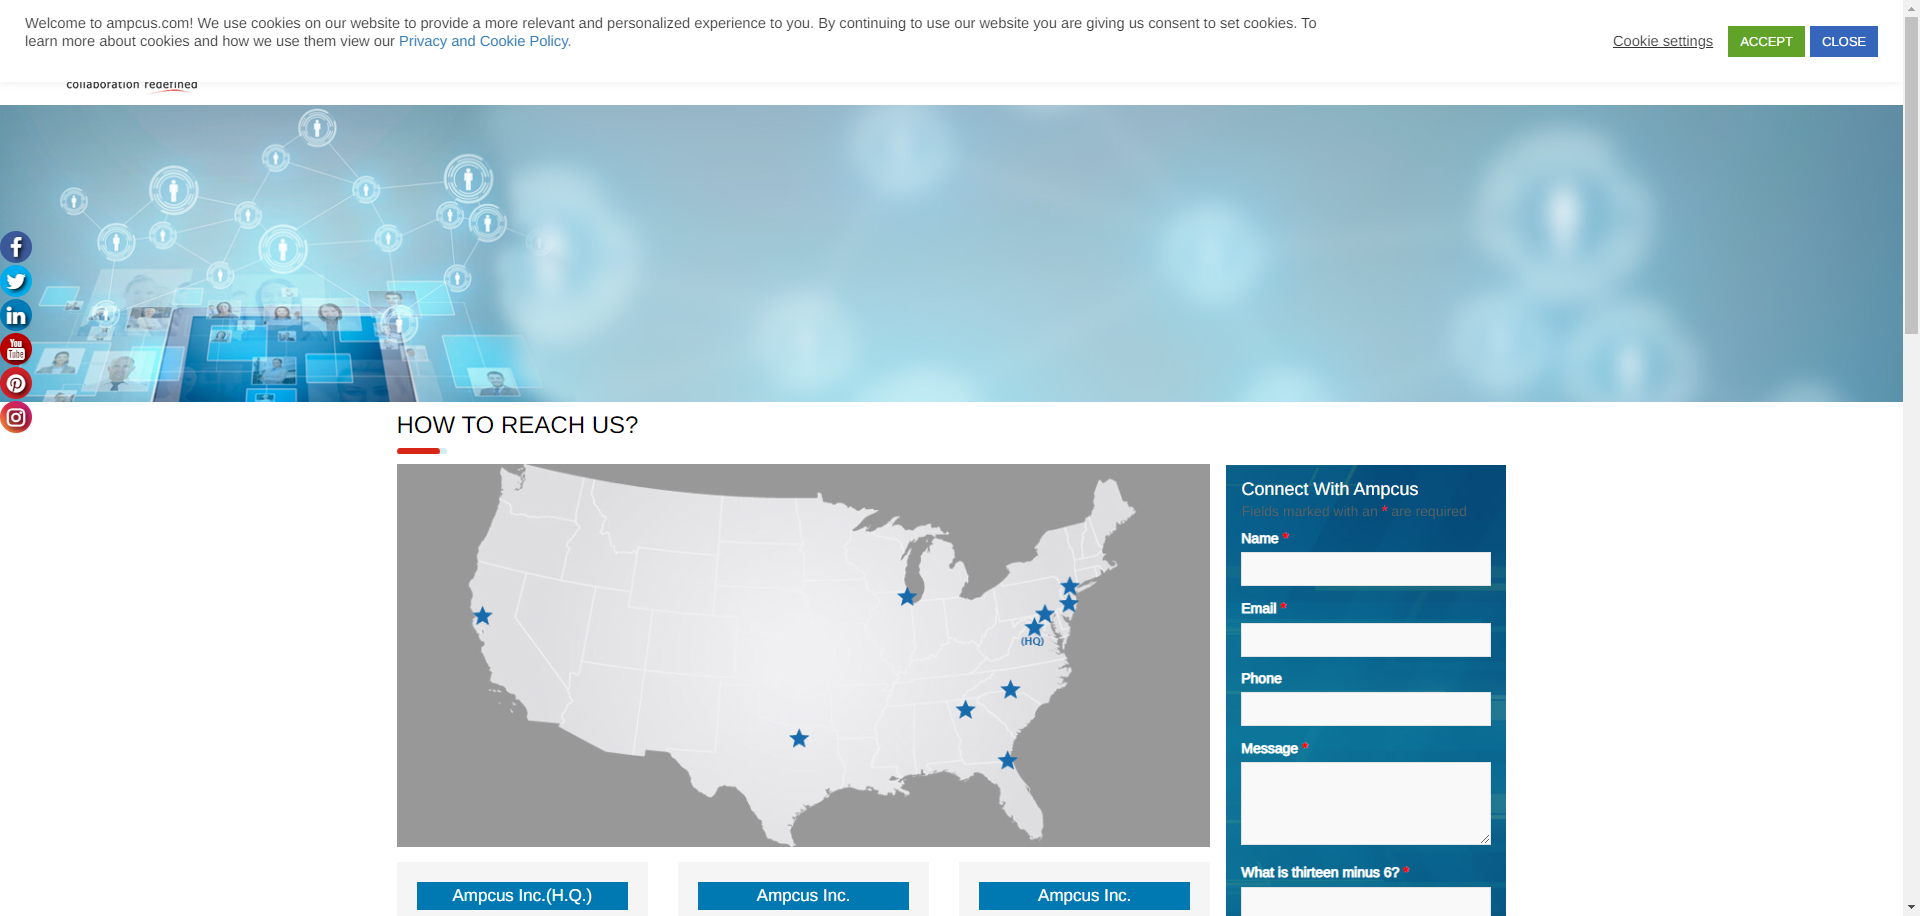 Welcome to ampcus.com! We use cookies on our website to provide a more relevant and personalized experience to you. By continuing to use our website you are giving us consent to set cookies. To
learn more about cookies and how we use them view our Privacy and Cookie Policy.
Cookie settings
ACCEPT
CLOSE
collaboration redefined
You
Tube
HOW TO REACH US?
(HQ)
Connect With Ampcus
Fields marked with an * are required
Name *
Email *
Phone
Message *
What is thirteen minus 6? *
Ampcus Inc.(H.Q.)
Ampcus Inc.
Ampcus Inc.